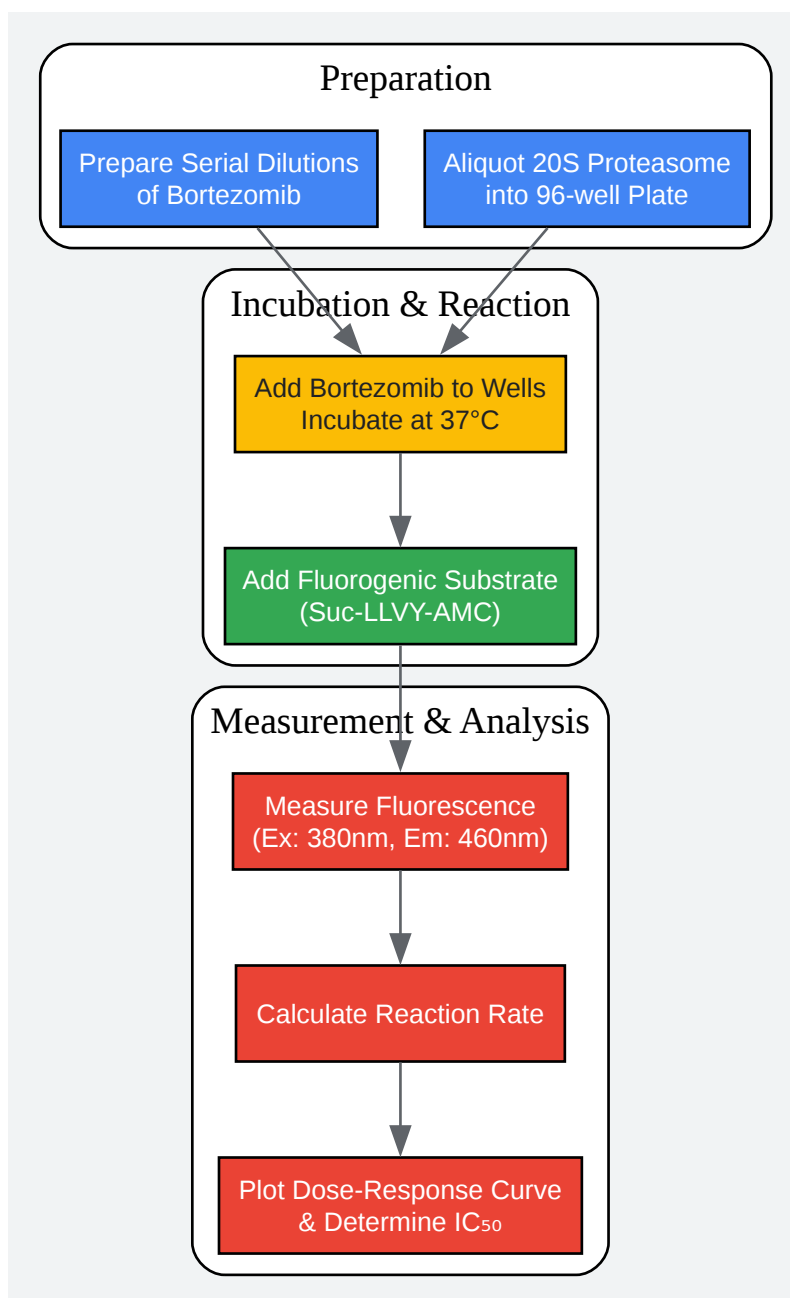 Preparation
Prepare Serial Dilutions
of Bortezomib
Aliquot 20S Proteasome
into 96-well Plate
Incubation & Reaction
Add Bortezomib to Wells
Incubate at 37°C
Add Fluorogenic Substrate
(Suc-LLVY-AMC)
Measurement & Analysis
Measure Fluorescence
(Ex: 380nm, Em: 460nm)
Calculate Reaction Rate
Plot Dose-Response Curve
& Determine IC₅₀